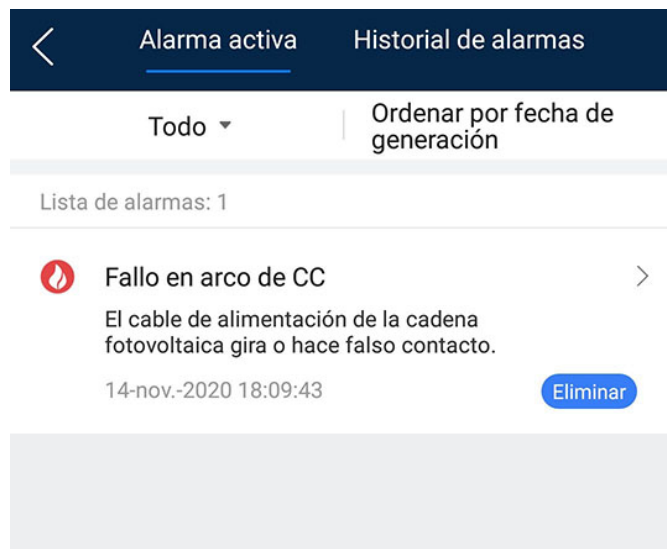 Alarma activa
Historial de alarmas
Todo
Ordenar por fecha de
generación
Lista de alarmas: 1
Fallo en arco de CC
El cable de alimentación de la cadena
fotovoltaica gira o hace falso contacto.
14-nov.-2020 18:09:43
Eliminar